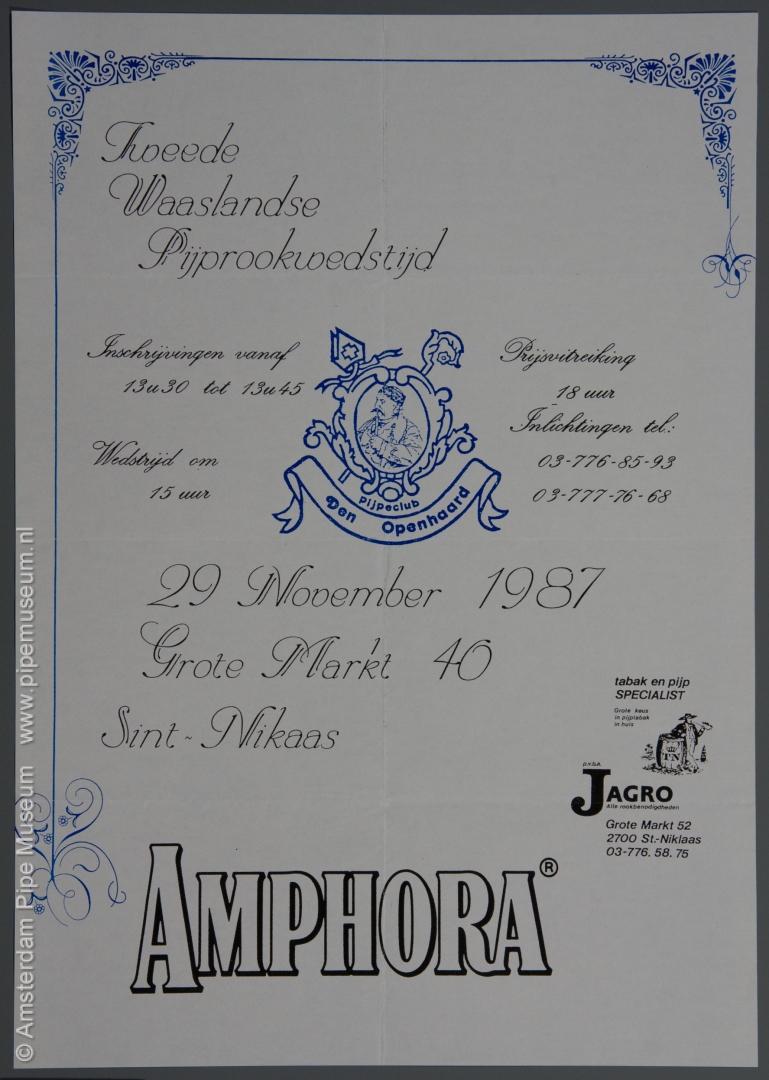 Tweede
Waaslandse
Pijprookwedstijd
Inschrijvingen vanaf
13u30 tot 13u45
Wedstrijd om
15 uur
pijpeclub
Den Openhaard
Prijsvitreiking
18 uur
Inlichtingen tel.:
03-776-85-93
03-777-76-68
29 November 1987
Grote Markt 40
Sint-Nikaas
tabak en pijp
SPECIALIST
Grote keus
in pijptabak
in huis
TN
p.v.b.a.
JAGRO
Alle rookbenodigdheden
Grote Markt 52
2700 St.-Niklaas
03-776. 58. 75
AMPHORA®
© Amsterdam Pipe Museum www.pipemuseum.nl